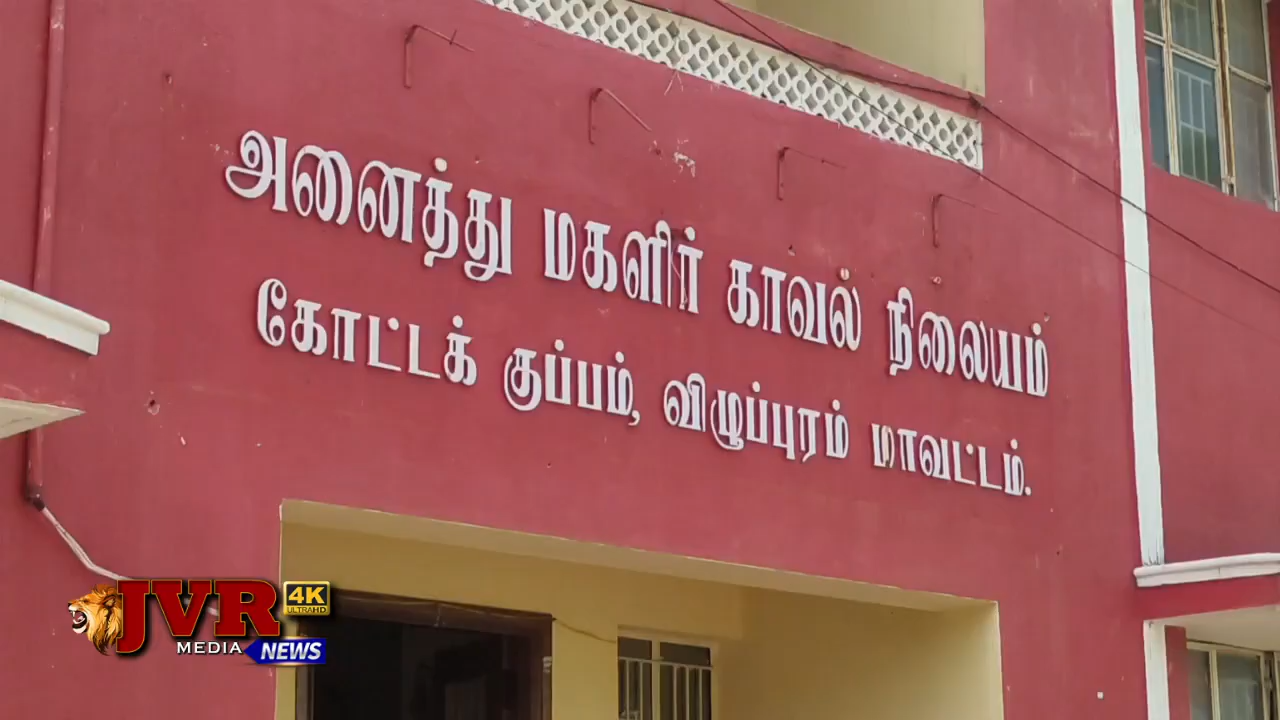 அனைத்து மகளிர் காவல் நிலையம்
கோட்டக் குப்பம், விழுப்புரம் மாவட்டம்.
JVR
4K
ULTRAHD
MEDIA
NEWS